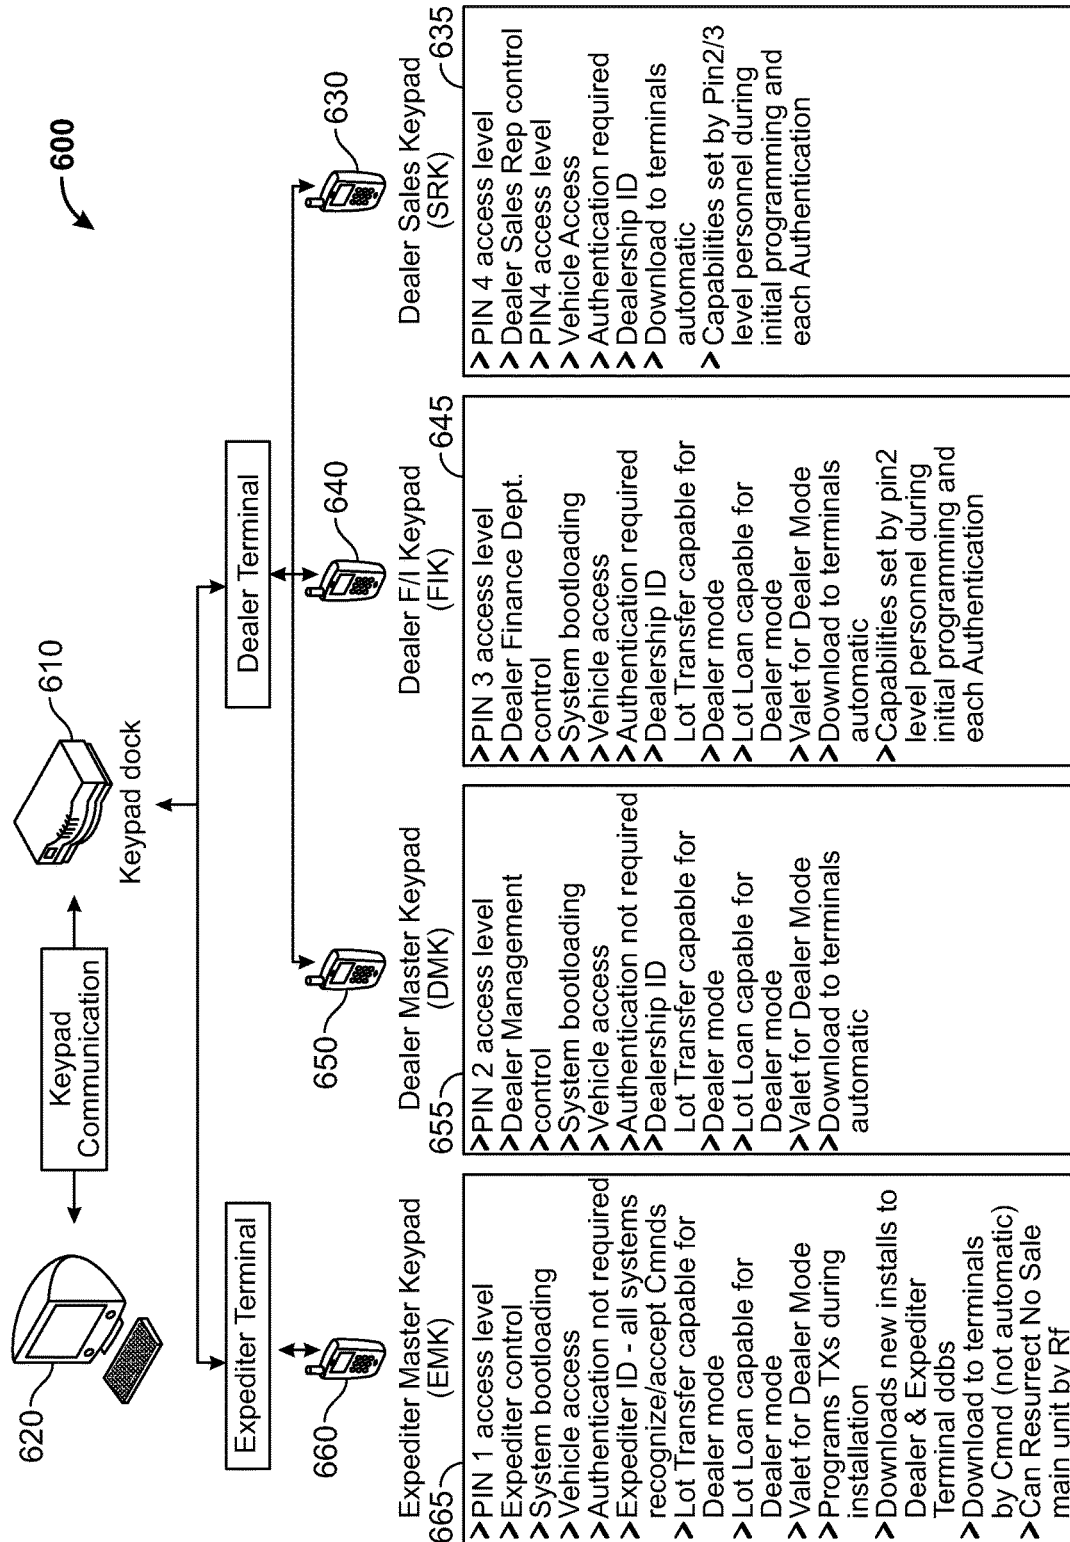 600
620
Keypad
Communication
610
Keypad dock
Expediter Terminal
Dealer Terminal
660
650
640
630
Expediter Master Keypad
(EMK)
665
>PIN 1 access level
>Expediter control
>System bootloading
>Vehicle access
>Authentication not required
>Expediter ID - all systems
recognize/accept Cmnds
>Lot Transfer capable for
Dealer mode
>Lot Loan capable for
Dealer mode
>Valet for Dealer Mode
>Programs TXs during
installation
>Downloads new installs to
Dealer & Expediter
Terminal ddbs
>Download to terminals
by Cmnd (not automatic)
>Can Resurrect No Sale
main unit by Rf
Dealer Master Keypad
(DMK)
655
>PIN 2 access level
>Dealer Management
>control
>System bootloading
>Vehicle access
>Authentication not required
>Dealership ID
Lot Transfer capable for
>Dealer mode
>Lot Loan capable for
Dealer mode
>Valet for Dealer Mode
>Download to terminals
automatic
Dealer F/I Keypad
(FIK)
645
>PIN 3 access level
>Dealer Finance Dept.
>control
>System bootloading
Vehicle access
>Authentication required
>Dealership ID
Lot Transfer capable for
>Dealer mode
>Lot Loan capable for
Dealer mode
>Valet for Dealer Mode
>Download to terminals
automatic
>Capabilities set by pin2
level personel during
initial programming and
each Authentication
Dealer Sales Keypad
(SRK)
635
>PIN 4 access level
>Dealer Sales Rep control
PIN4 access level
>Vehicle Access
>Authentication required
>Dealership ID
>Download to terminals
automatic
>Capabilities set by Pin2/3
level personel during
initial programming and
each Authentication